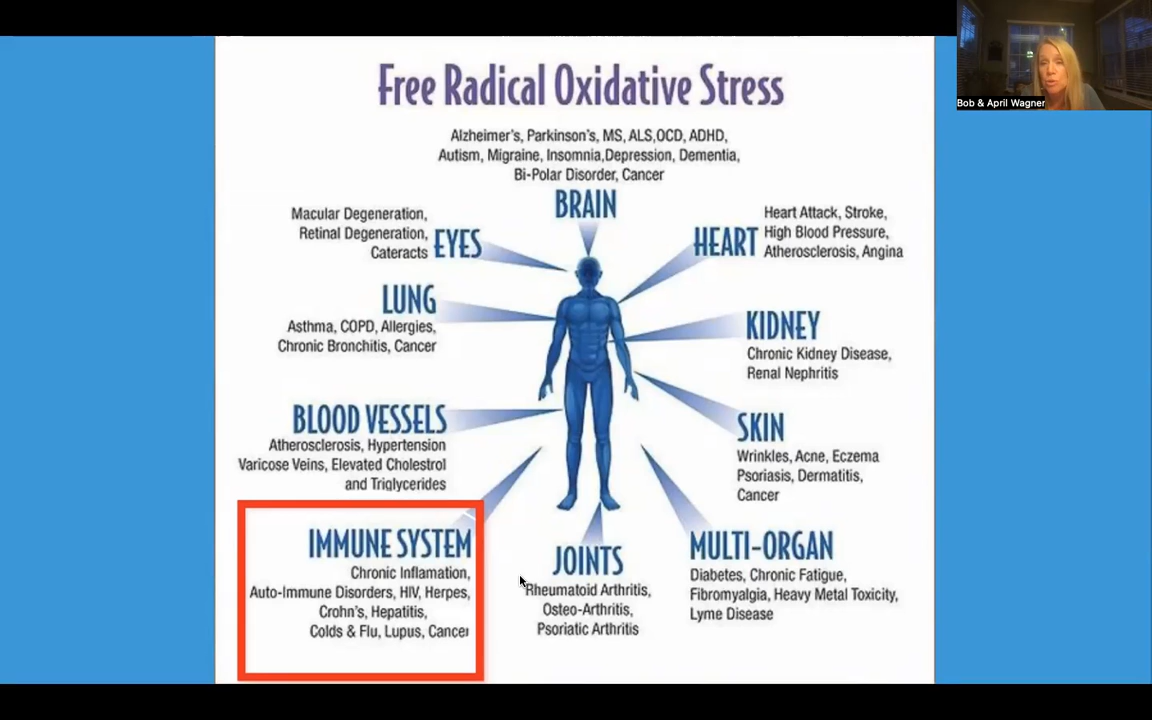 Free Radical Oxidative Stress
Bob & April Wagner
Alzheimer's, Parkinson's, MS, ALS,OCD, ADHD,
Autism, Migraine, Insomnia,Depression, Dementia,
Bi-Polar Disorder, Cancer
BRAIN
Macular Degeneration,
Retinal Degeneration,
Cateracts
EYES
HEART
Heart Attack, Stroke,
High Blood Pressure,
Atherosclerosis, Angina
LUNG
Asthma, COPD, Allergies,
Chronic Bronchitis, Cancer
KIDNEY
Chronic Kidney Disease,
Renal Nephritis
BLOOD VESSELS
Atherosclerosis, Hypertension
Varicose Veins, Elevated Cholestrol
and Triglycerides
SKIN
Wrinkles, Acne, Eczema
Psoriasis, Dermatitis,
Cancer
IMMUNE SYSTEM
Chronic Inflamation,
Auto-Immune Disorders, HIV, Herpes,
Crohn's, Hepatitis,
Colds & Flu, Lupus, Cancer
JOINTS
Rheumatoid Arthritis,
Osteo-Arthritis,
Psoriatic Arthritis
MULTI-ORGAN
Diabetes, Chronic Fatigue,
Fibromyalgia, Heavy Metal Toxicity,
Lyme Disease